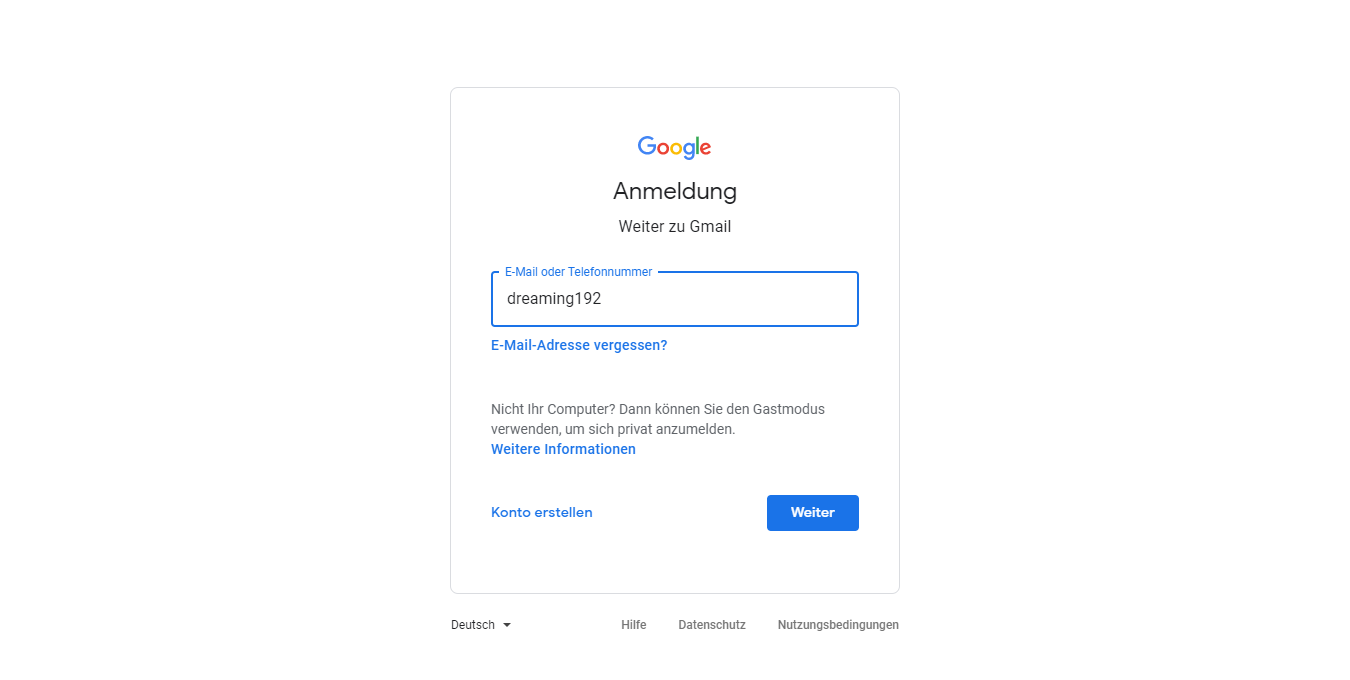 Google
Anmeldung
Weiter zu Gmail
E-Mail oder Telefonnummer
dreaming192
E-Mail-Adresse vergessen?
Nicht Ihr Computer? Dann können Sie den Gastmodus
verwenden, um sich privat anzumelden.
Weitere Informationen
Konto erstellen
Weiter
Deutsch
Hilfe
Datenschutz
Nutzungsbedingungen